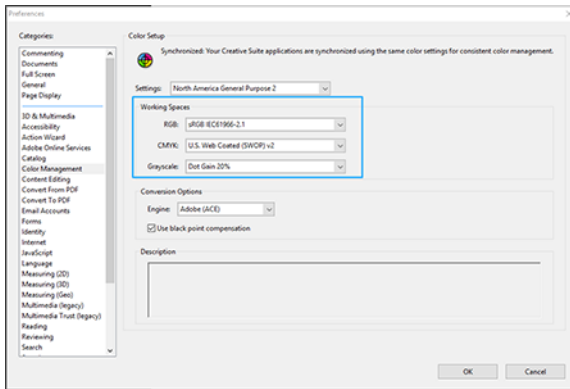 Preferences
Categories:
Commenting
Documents
Full Screen
General
Page Display
3D & Multimedia
Accessibility
Action Wizard
Adobe Online Services
Catalog
Color Management
Content Editing
Convert From PDF
Convert To PDF
Email Accounts
Forms
Identity
Internet
JavaScript
Language
Measuring (2D)
Measuring (3D)
Measuring (Geo)
Multimedia (legacy)
Multimedia Trust (legacy)
Reading
Reviewing
Search
Color Setup
Synchronized: Your Creative Suite applications are synchronized using the same color settings for consistent color management.
Settings: North America General Purpose 2
Working Spaces
RGB: sRGB IEC61966-2.1
CMYK: U.S. Web Coated (SWOP) v2
Grayscale: Dot Gain 20%
Conversion Options
Engine: Adobe (ACE)
Use black point compensation
Description
OK Cancel